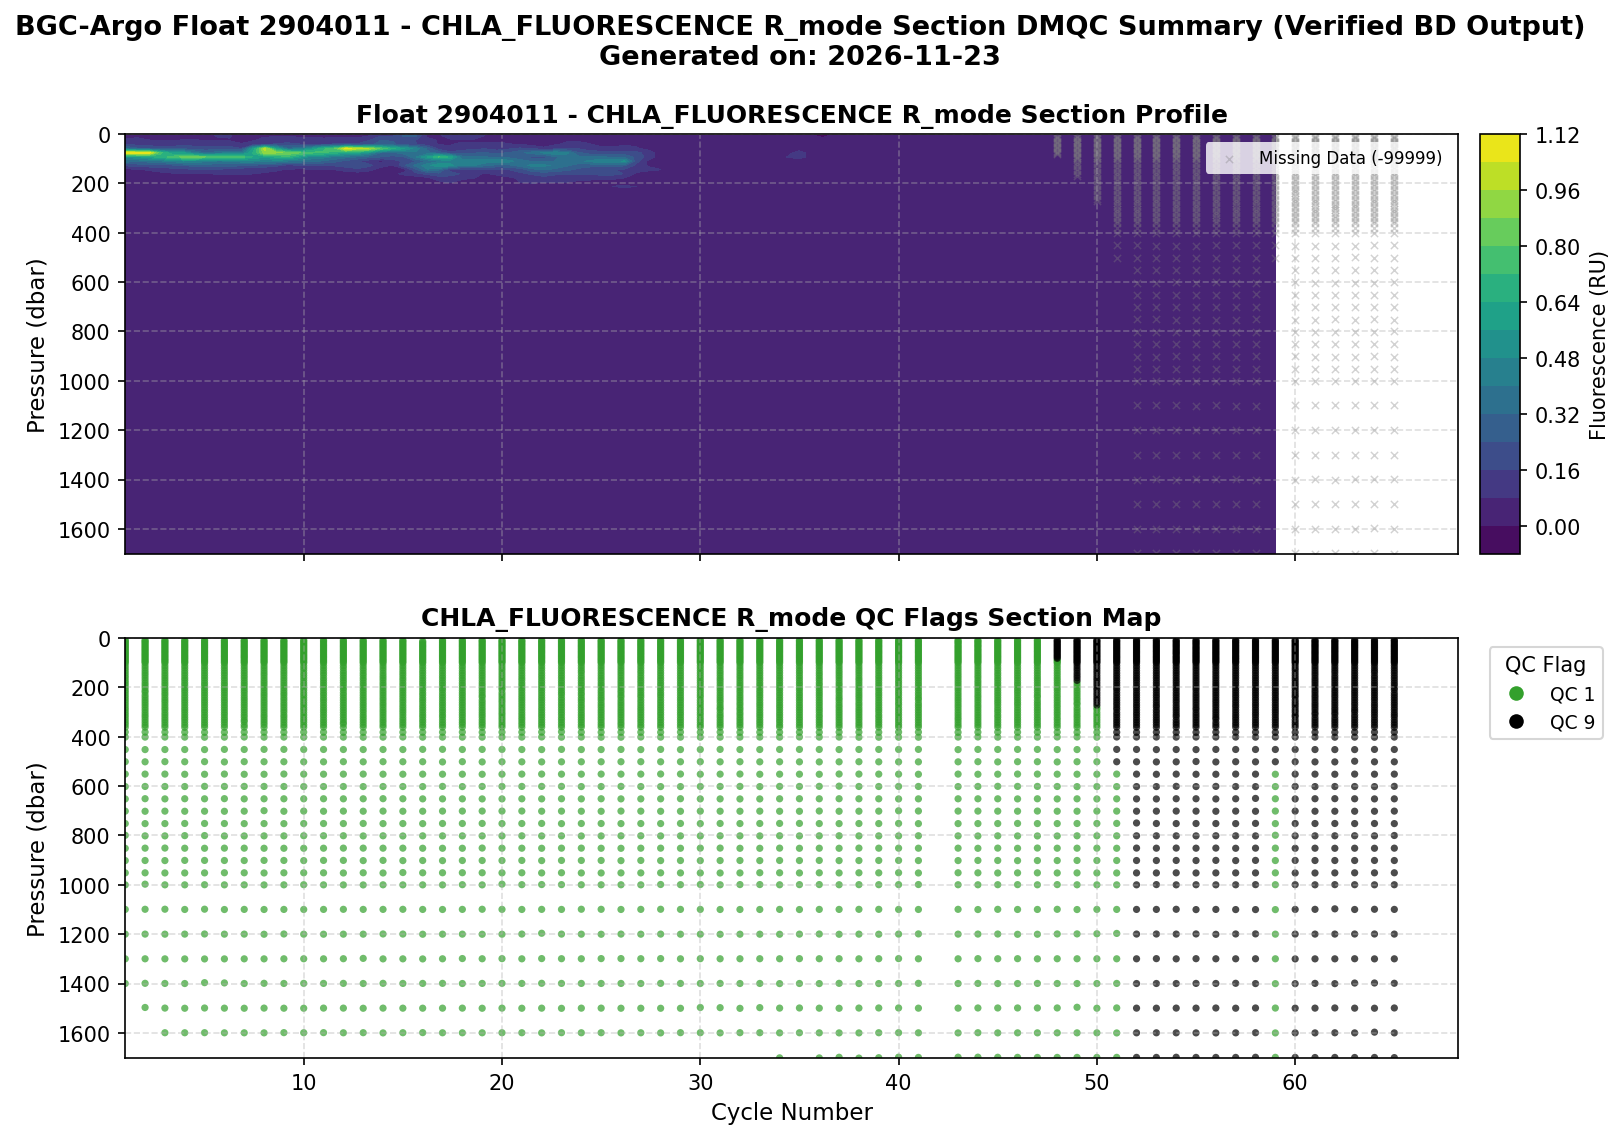 BGC-Argo Float 2904011 - CHLA_FLUORESCENCE R_mode Section DMQC Summary (Verified BD Output)
Generated on: 2026-11-23
Float 2904011 - CHLA_FLUORESCENCE R_mode Section Profile
Missing Data (-99999)
0
200
400
600
800
1000
1200
1400
1600
Pressure (dbar)
1.12
0.96
0.80
0.64
0.48
0.32
0.16
0.00
Fluorescence (RU)
CHLA_FLUORESCENCE R_mode QC Flags Section Map
0
200
400
600
800
1000
1200
1400
1600
Pressure (dbar)
QC Flag
QC 1
QC 9
10 20 30 40 50 60
Cycle Number